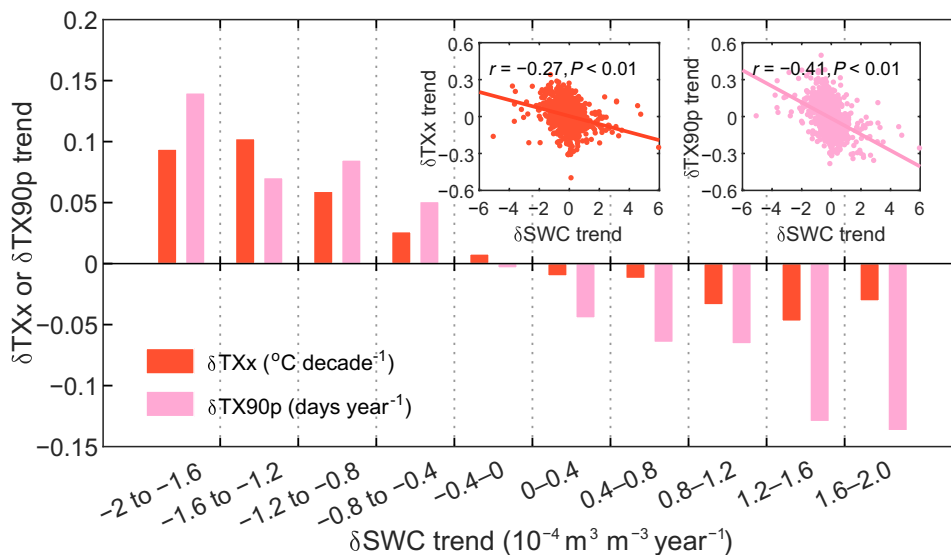 δTXx or δTX90p trend
0.2
0.15
0.1
0.05
0
−0.05
−0.1
−0.15
δTXx (°C decade⁻¹)
δTX90p (days year⁻¹)
−2 to −1.6
−1.6 to −1.2
−1.2 to −0.8
−0.8 to −0.4
−0.4–0
0–0.4
0.4–0.8
0.8–1.2
1.2–1.6
1.6–2.0
δSWC trend (10⁻⁴ m³ m⁻³ year⁻¹)
r = −0.27, P < 0.01
δTXx trend
0.6
0.3
0
−0.3
−0.6
−6 −4 −2 0 2 4 6
δSWC trend
r = −0.41, P < 0.01
δTX90p trend
0.6
0.3
0
−0.3
−0.6
−6 −4 −2 0 2 4 6
δSWC trend